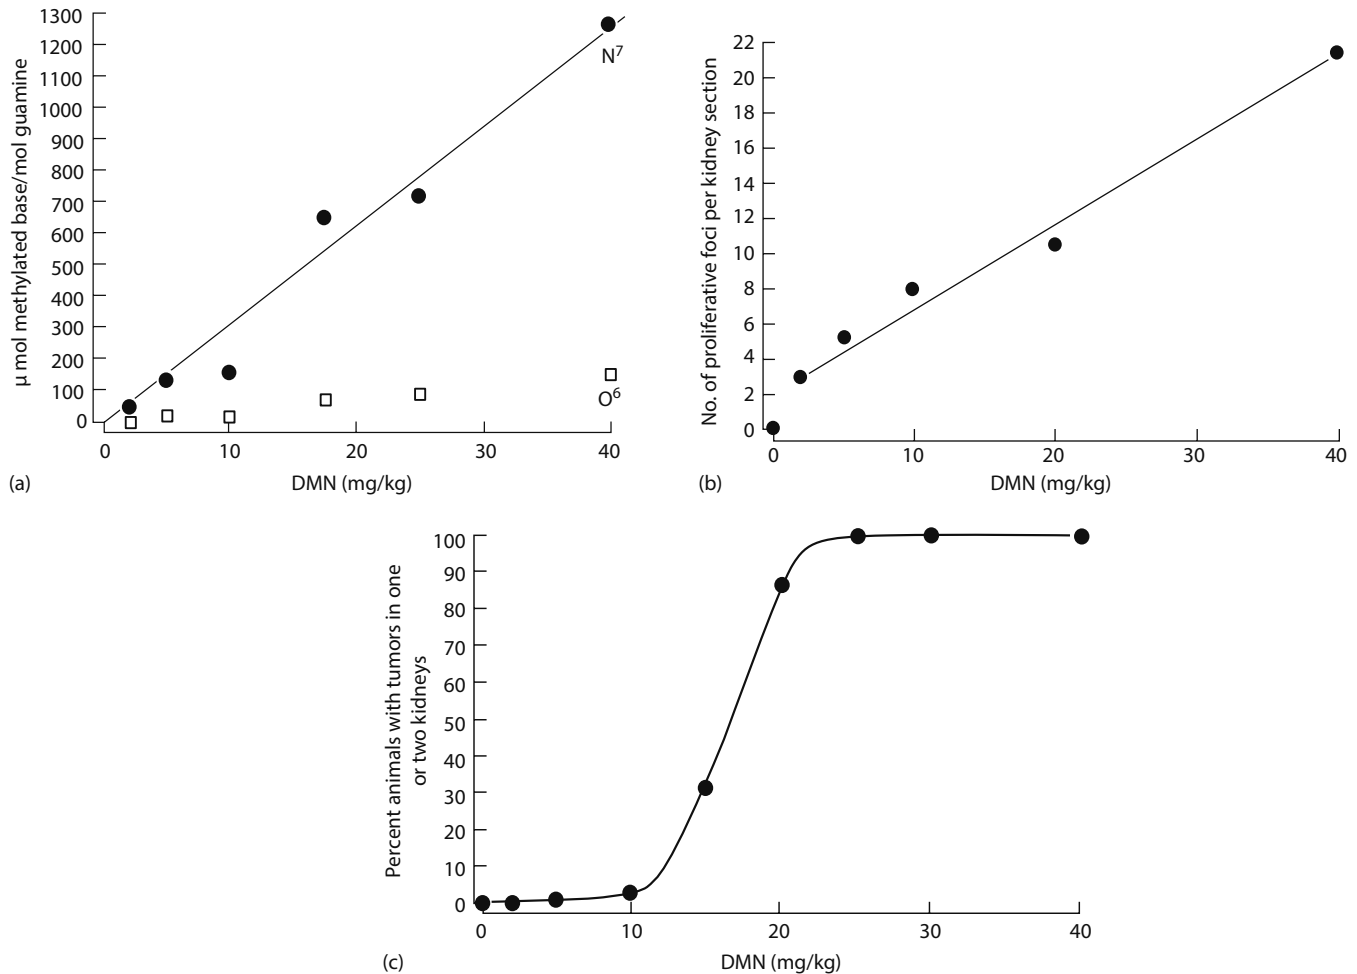 1300
1200
1100
1000
900
800
700
600
500
400
300
200
100
0
μ mol methylated base/mol guamine
N⁷
O⁶
0 10 20 30 40
DMN (mg/kg)
(a)
22
20
18
16
14
12
10
8
6
4
2
0
No. of proliferative foci per kidney section
0 10 20 30 40
DMN (mg/kg)
(b)
100
90
80
70
60
50
40
30
20
10
0
Percent animals with tumors in one
or two kidneys
0 10 20 30 40
DMN (mg/kg)
(c)